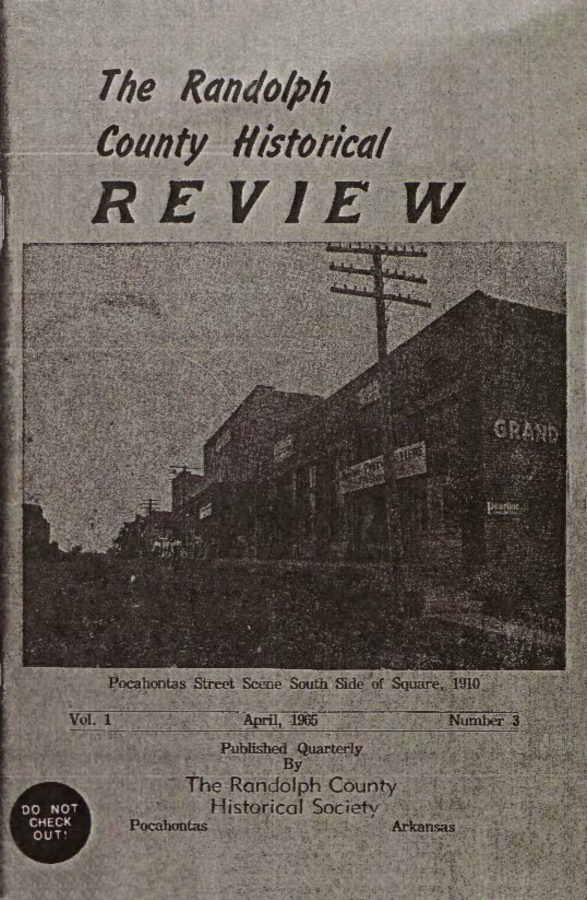 The Randolph
County Historical
REVIEW
GRAND
HERE
Pocahontas Street Scene South Side of Square, 1910
Vol. 1 April, 1965 Number 3
Published Quarterly
By
The Randolph County
Historical Society
Pocahontas Arkansas
DO NOT
CHECK
OUT!